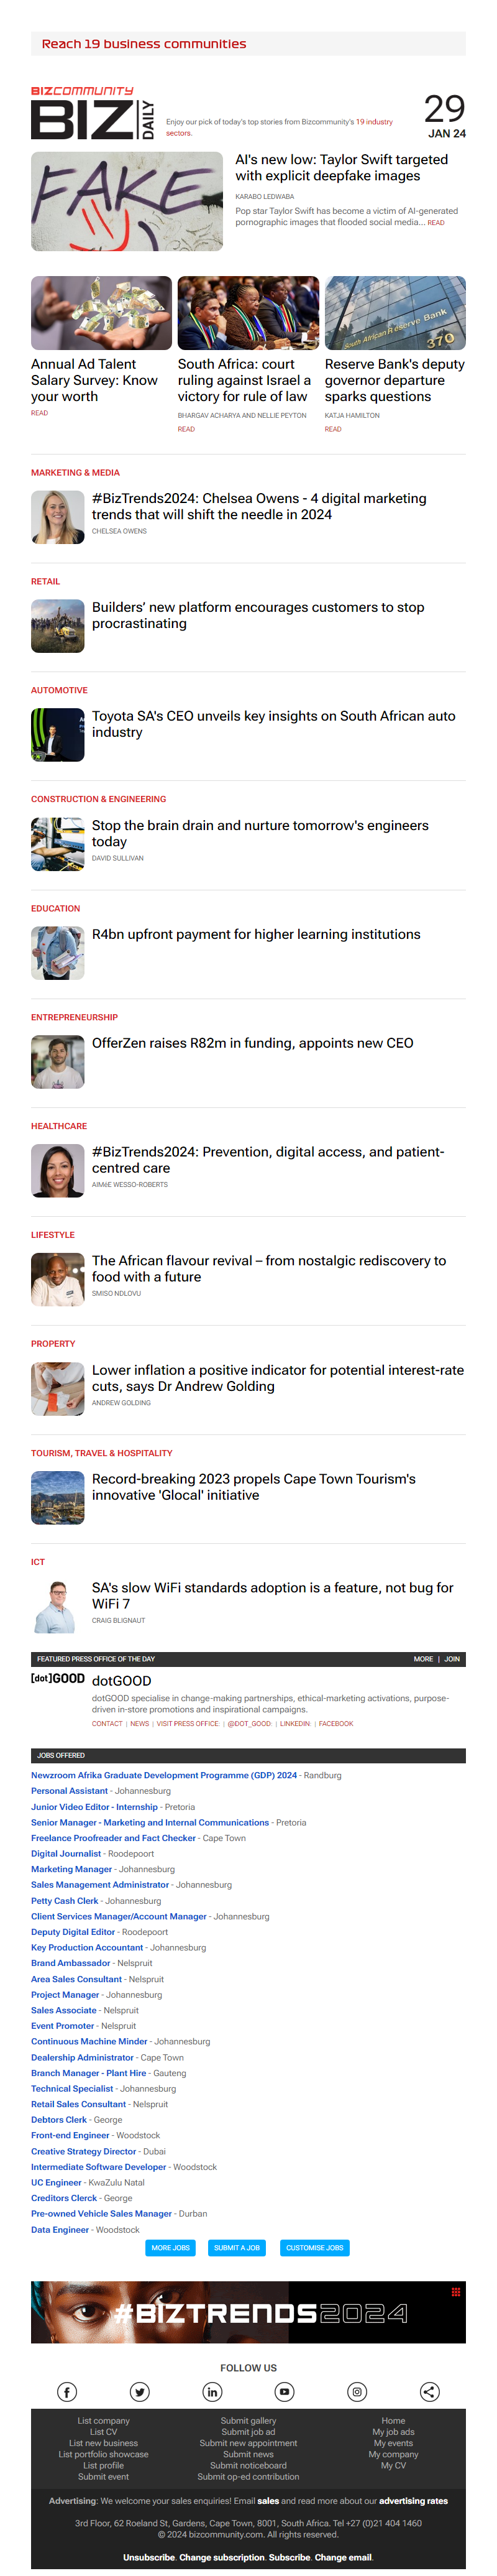 Reach 19 business communities
BIZCOMMUNITY
BIZ DAILY
Enjoy our pick of today's top stories from Bizcommunity's 19 industry
sectors.
29
JAN 24
FAKE
AI's new low: Taylor Swift targeted
with explicit deepfake images
KARABO LEDWABA
Pop star Taylor Swift has become a victim of AI-generated
pornographic images that flooded social media... READ
South African Reserve Bank
370
Annual Ad Talent
Salary Survey: Know
your worth
READ
South Africa: court
ruling against Israel a
victory for rule of law
BHARGAV ACHARYA AND NELLIE PEYTON
READ
Reserve Bank's deputy
governor departure
sparks questions
KATJA HAMILTON
READ
MARKETING & MEDIA
#BizTrends2024: Chelsea Owens - 4 digital marketing
trends that will shift the needle in 2024
CHELSEA OWENS
RETAIL
Builders’ new platform encourages customers to stop
procrastinating
AUTOMOTIVE
Toyota SA's CEO unveils key insights on South African auto
industry
CONSTRUCTION & ENGINEERING
Stop the brain drain and nurture tomorrow's engineers
today
DAVID SULLIVAN
EDUCATION
R4bn upfront payment for higher learning institutions
ENTREPRENEURSHIP
OfferZen raises R82m in funding, appoints new CEO
HEALTHCARE
#BizTrends2024: Prevention, digital access, and patient-
centred care
AIMéE WESSO-ROBERTS
LIFESTYLE
The African flavour revival – from nostalgic rediscovery to
food with a future
SMISO NDLOVU
PROPERTY
Lower inflation a positive indicator for potential interest-rate
cuts, says Dr Andrew Golding
ANDREW GOLDING
TOURISM, TRAVEL & HOSPITALITY
Record-breaking 2023 propels Cape Town Tourism's
innovative 'Glocal' initiative
ICT
SA's slow WiFi standards adoption is a feature, not bug for
WiFi 7
CRAIG BLIGNAUT
FEATURED PRESS OFFICE OF THE DAY MORE | JOIN
[dot]GOOD
dotGOOD
dotGOOD specialise in change-making partnerships, ethical-marketing activations, purpose-
driven in-store promotions and inspirational campaigns.
CONTACT | NEWS | VISIT PRESS OFFICE: | @DOT_GOOD: | LINKEDIN: | FACEBOOK
JOBS OFFERED
Newzroom Afrika Graduate Development Programme (GDP) 2024 - Randburg
Personal Assistant - Johannesburg
Junior Video Editor - Internship - Pretoria
Senior Manager - Marketing and Internal Communications - Pretoria
Freelance Proofreader and Fact Checker - Cape Town
Digital Journalist - Roodepoort
Marketing Manager - Johannesburg
Sales Management Administrator - Johannesburg
Petty Cash Clerk - Johannesburg
Client Services Manager/Account Manager - Johannesburg
Deputy Digital Editor - Roodepoort
Key Production Accountant - Johannesburg
Brand Ambassador - Nelspruit
Area Sales Consultant - Nelspruit
Project Manager - Johannesburg
Sales Associate - Nelspruit
Event Promoter - Nelspruit
Continuous Machine Minder - Johannesburg
Dealership Administrator - Cape Town
Branch Manager - Plant Hire - Gauteng
Technical Specialist - Johannesburg
Retail Sales Consultant - Nelspruit
Debtors Clerk - George
Front-end Engineer - Woodstock
Creative Strategy Director - Dubai
Intermediate Software Developer - Woodstock
UC Engineer - KwaZulu Natal
Creditors Clerck - George
Pre-owned Vehicle Sales Manager - Durban
Data Engineer - Woodstock
MORE JOBS SUBMIT A JOB CUSTOMISE JOBS
#BIZTRENDS2024
FOLLOW US
List company
List CV
List new business
List portfolio showcase
List profile
Submit event
Submit gallery
Submit job ad
Submit new appointment
Submit news
Submit noticeboard
Submit op-ed contribution
Home
My job ads
My events
My company
My CV
Advertising: We welcome your sales enquiries! Email sales and read more about our advertising rates
3rd Floor, 62 Roeland St, Gardens, Cape Town, 8001, South Africa. Tel +27 (0)21 404 1460
© 2024 bizcommunity.com. All rights reserved.
Unsubscribe. Change subscription. Subscribe. Change email.